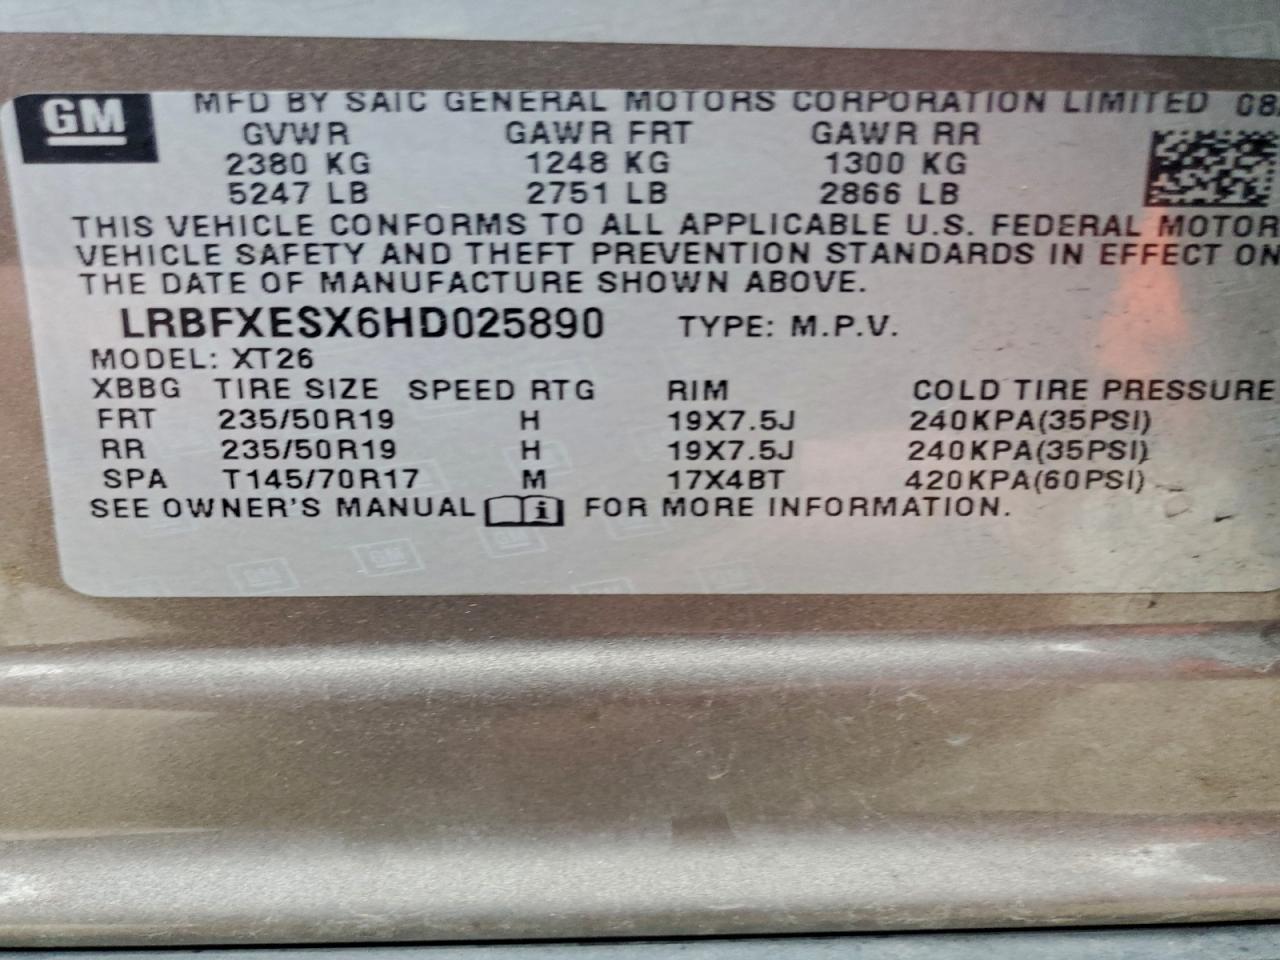 GM
MFD BY SAIC GENERAL MOTORS CORPORATION LIMITED 08
GVWR GAWR FRT GAWR RR
2380 KG 1248 KG 1300 KG
5247 LB 2751 LB 2866 LB
THIS VEHICLE CONFORMS TO ALL APPLICABLE U.S. FEDERAL MOTOR
VEHICLE SAFETY AND THEFT PREVENTION STANDARDS IN EFFECT ON
THE DATE OF MANUFACTURE SHOWN ABOVE.
LRBFXESX6HD025890 TYPE: M.P.V.
MODEL: XT26
XBBG TIRE SIZE SPEED RTG RIM COLD TIRE PRESSURE
FRT 235/50R19 H 19X7.5J 240KPA(35PSI)
RR 235/50R19 H 19X7.5J 240KPA(35PSI)
SPA T145/70R17 M 17X4BT 420KPA(60PSI)
SEE OWNER'S MANUAL i FOR MORE INFORMATION.